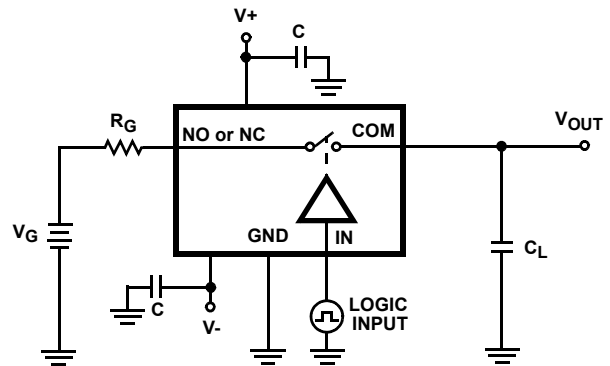 V+
C
RG
NO or NC
COM
VOUT
VG
GND
IN
CL
C
V-
LOGIC
INPUT